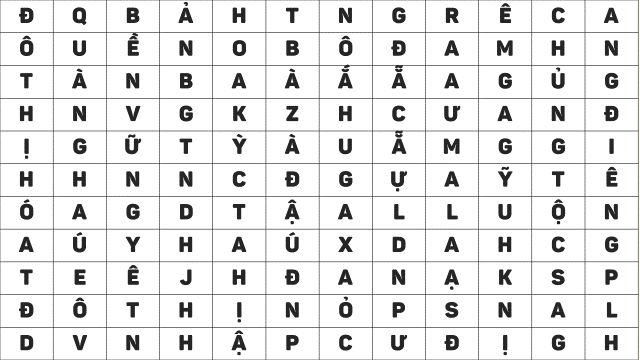 Đ Q B Ả H T N G R Ê C A
Ô U Ề N O B Ô Đ A M H N
T À N B A À Ắ Ẵ A G Ủ G
H N V G K Z H C Ư A N Đ
Ị G Ữ T Ỳ À U Ẵ M G G I
H H N N C Đ G Ự A Ỹ T Ê
Ó A G D T Ậ A L L U Ộ N
A Ú Y H A Ú X D A H C G
T E Ê J H Đ A N Ạ K S P
Đ Ô T H Ị N Ỏ P S N A L
D V N H Ậ P C Ư Đ Ị G H